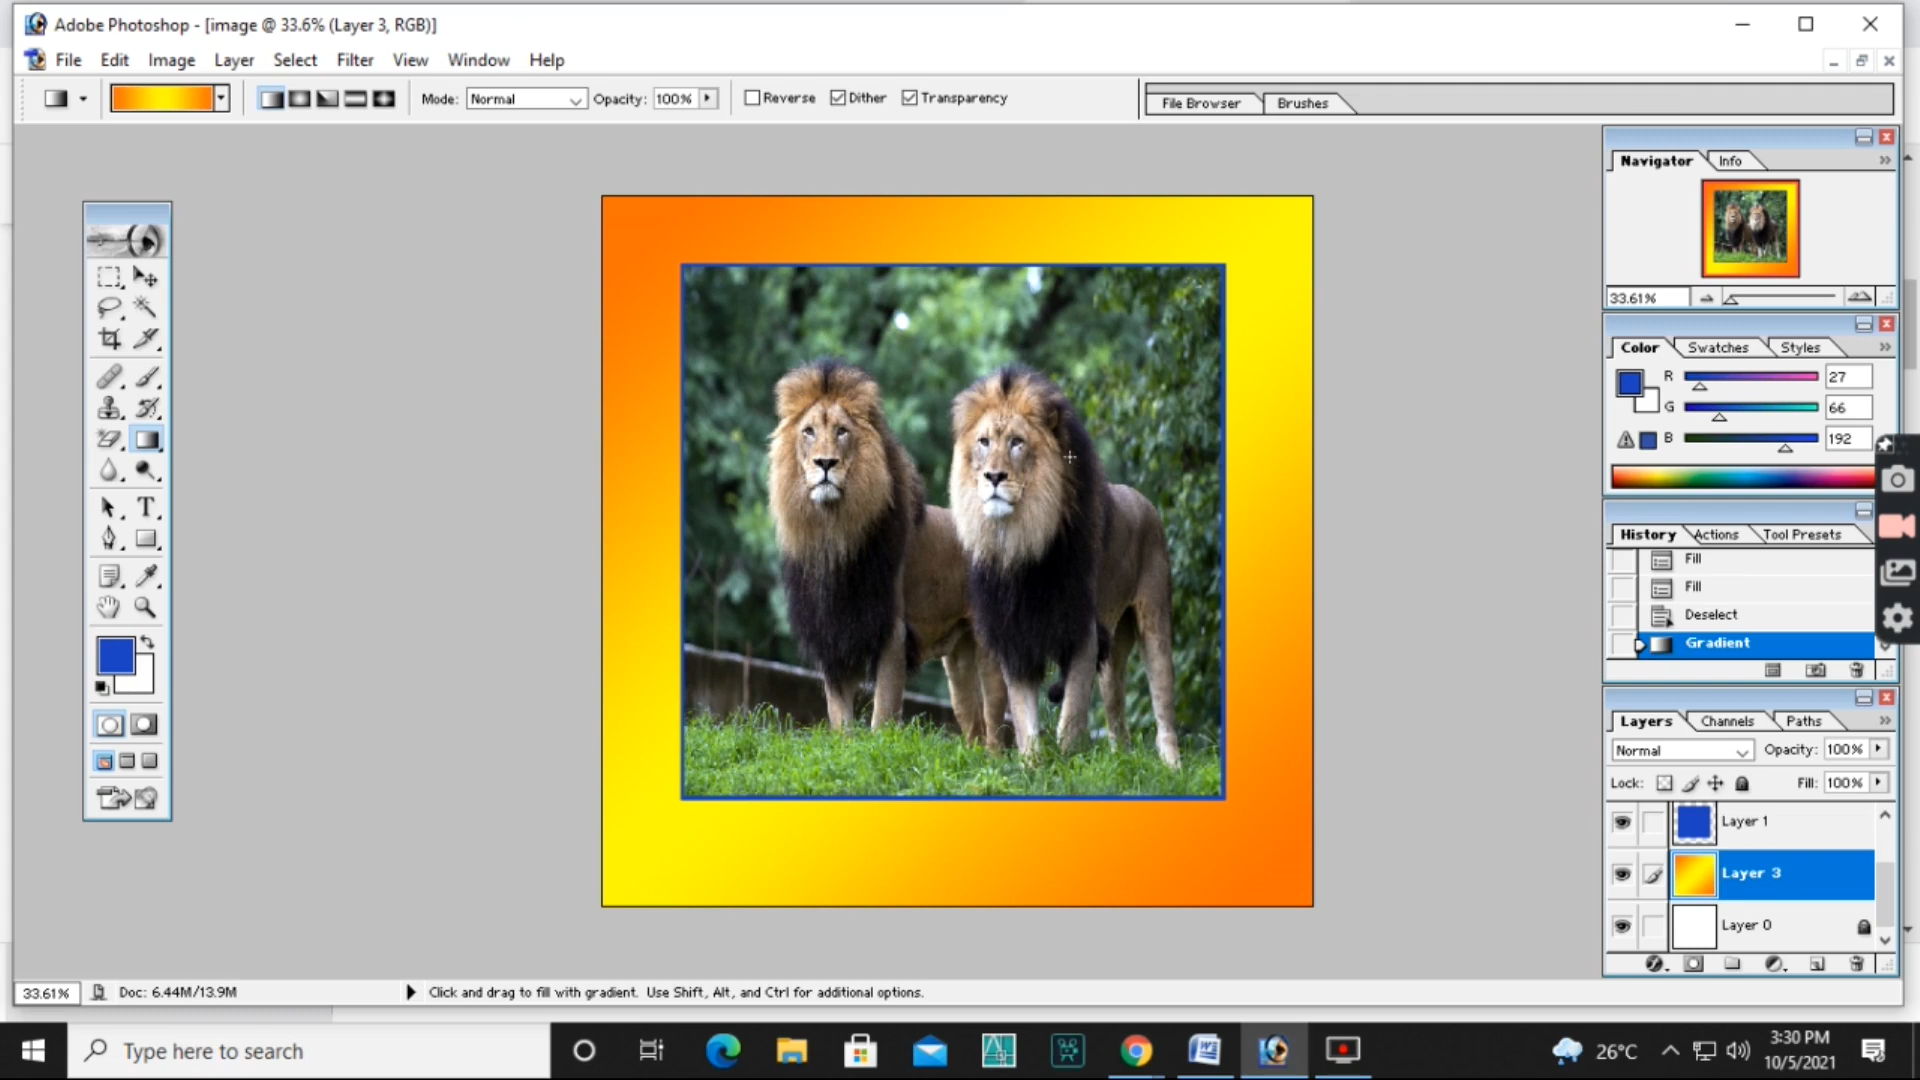 Adobe Photoshop - [image @ 33.6% (Layer 3, RGB)]
File Edit Image Layer Select Filter View Window Help
Mode: Normal Opacity: 100% Reverse Dither Transparency File Browser Brushes
Navigator Info
33.61%
Color Swatches Styles
R 27
G 66
B 192
History Actions Tool Presets
Fill
Fill
Deselect
Gradient
Layers Channels Paths
Normal Opacity: 100%
Lock: Fill: 100%
Layer 1
Layer 3
Layer 0
T
33.61% Doc: 6.44M/13.9M Click and drag to fill with gradient. Use Shift, Alt, and Ctrl for additional options.
Type here to search
26°C
3:30 PM
10/5/2021